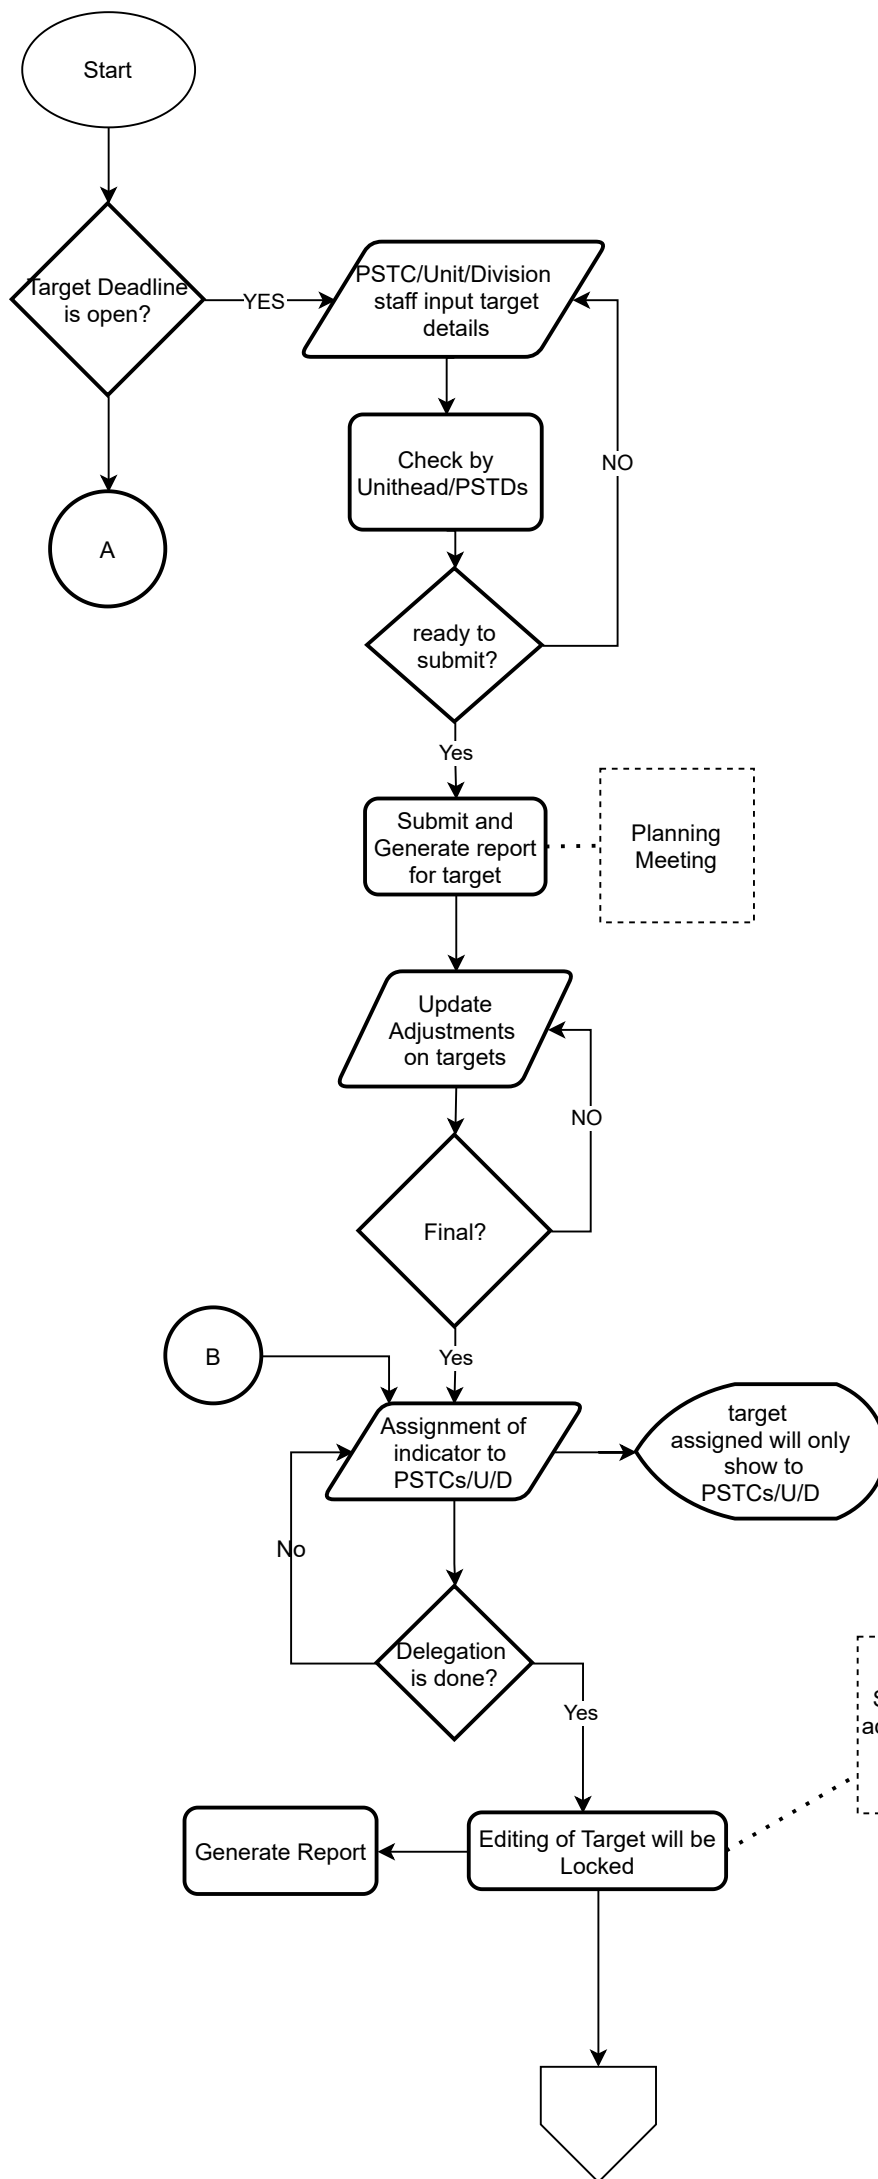 Start
Target Deadline
is open?
YES
PSTC/Unit/Division
staff input target
details
Check by
Unithead/PSTDs
NO
A
ready to
submit?
Yes
Submit and
Generate report
for target
Planning
Meeting
Update
Adjustments
on targets
NO
Final?
B
Yes
Assignment of
indicator to
PSTCs/U/D
target
assigned will only
show to
PSTCs/U/D
No
Delegation
is done?
Yes
Generate Report
Editing of Target will be
Locked